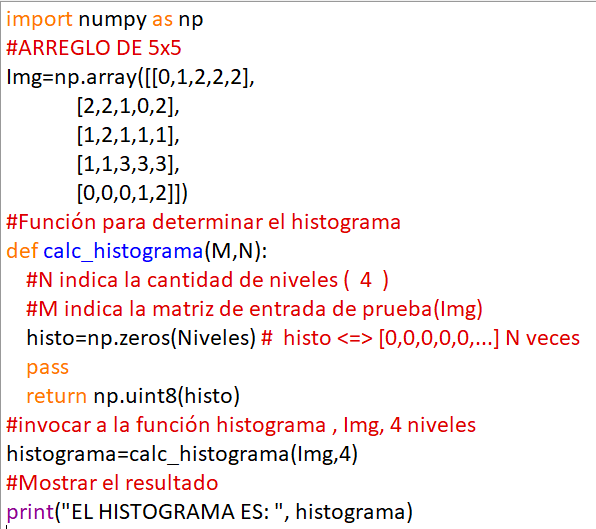 import numpy as np
#ARREGLO DE 5x5
Img=np.array([[0,1,2,2,2],
[2,2,1,0,2],
[1,2,1,1,1],
[1,1,3,3,3],
[0,0,0,1,2]])
#Función para determinar el histograma
def calc_histograma(M,N):
#N indica la cantidad de niveles (  4  )
#M indica la matriz de entrada de prueba(Img)
histo=np.zeros(Niveles) #  histo <=> [0,0,0,0,0,...] N veces
pass
return np.uint8(histo)
#invocar a la función histograma , Img, 4 niveles
histograma=calc_histograma(Img,4)
#Mostrar el resultado
print("EL HISTOGRAMA ES: ", histograma)